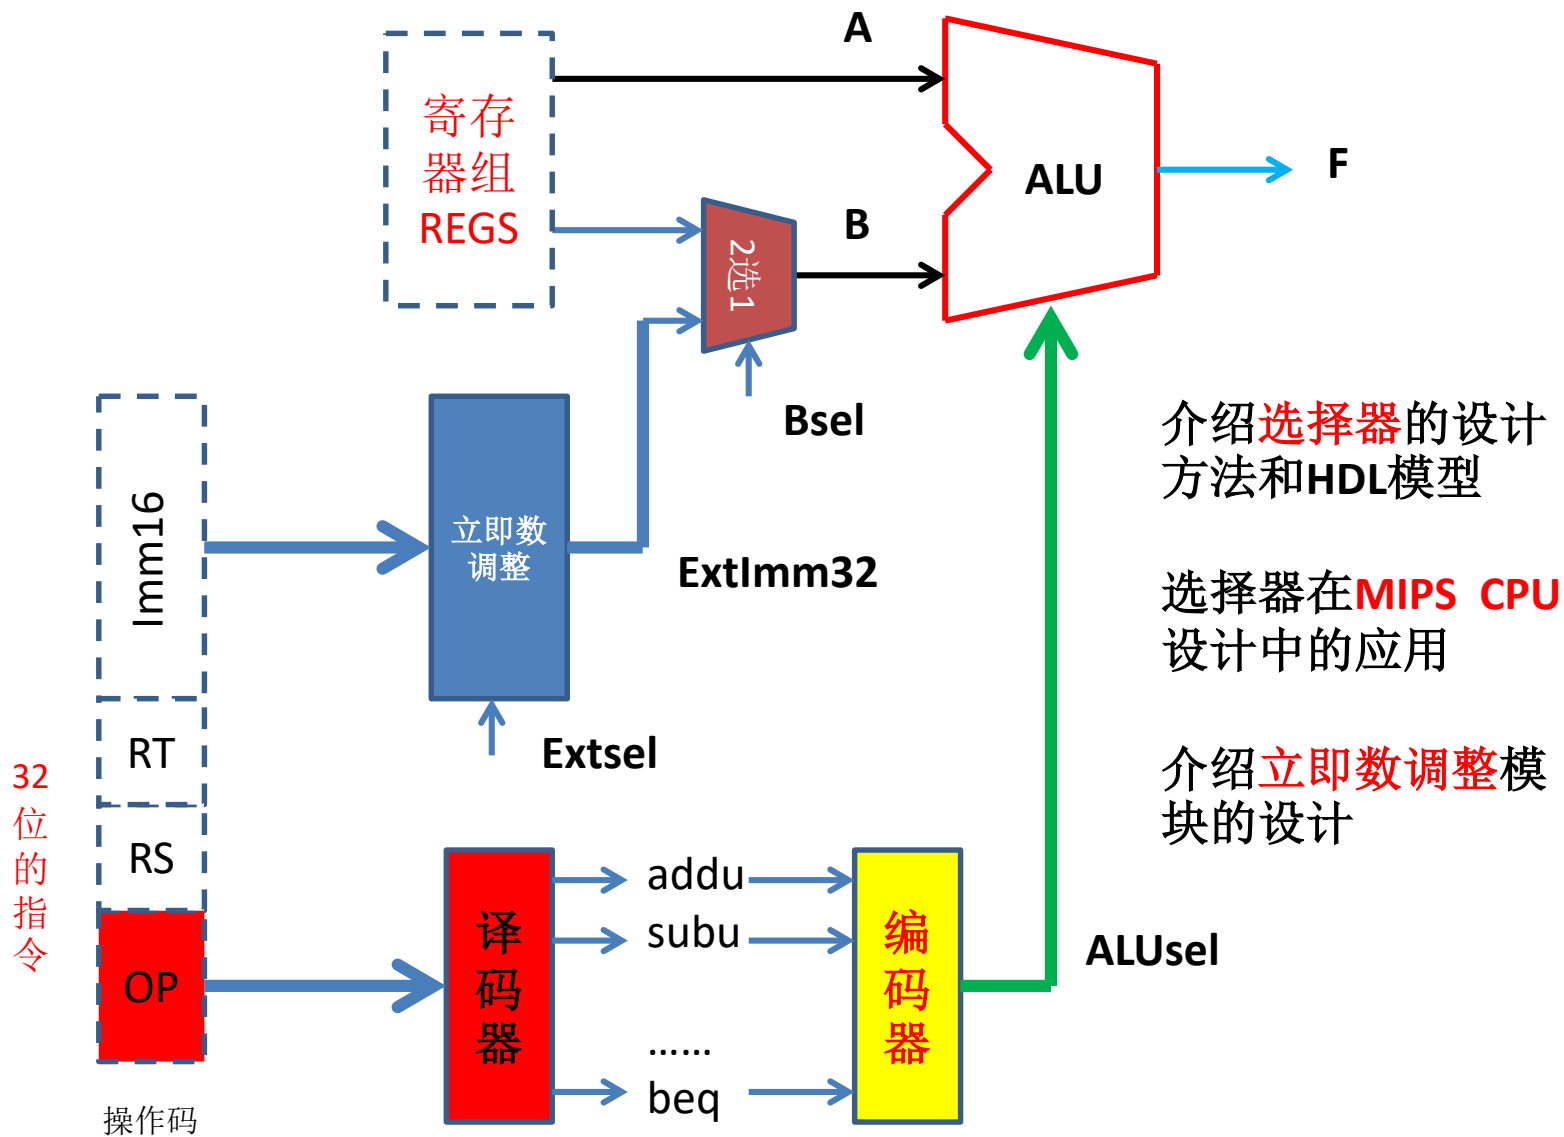 A
寄存
器组
REGS
ALU
F
2选1
B
Bsel
Imm16
立即数
调整
ExtImm32
介绍选择器的设计
方法和HDL模型
选择器在MIPS CPU
设计中的应用
介绍立即数调整模
块的设计
RT
Extsel
32
位
的
指
令
RS
OP
操作码
译
码
器
addu
subu
......
beq
编
码
器
ALUsel